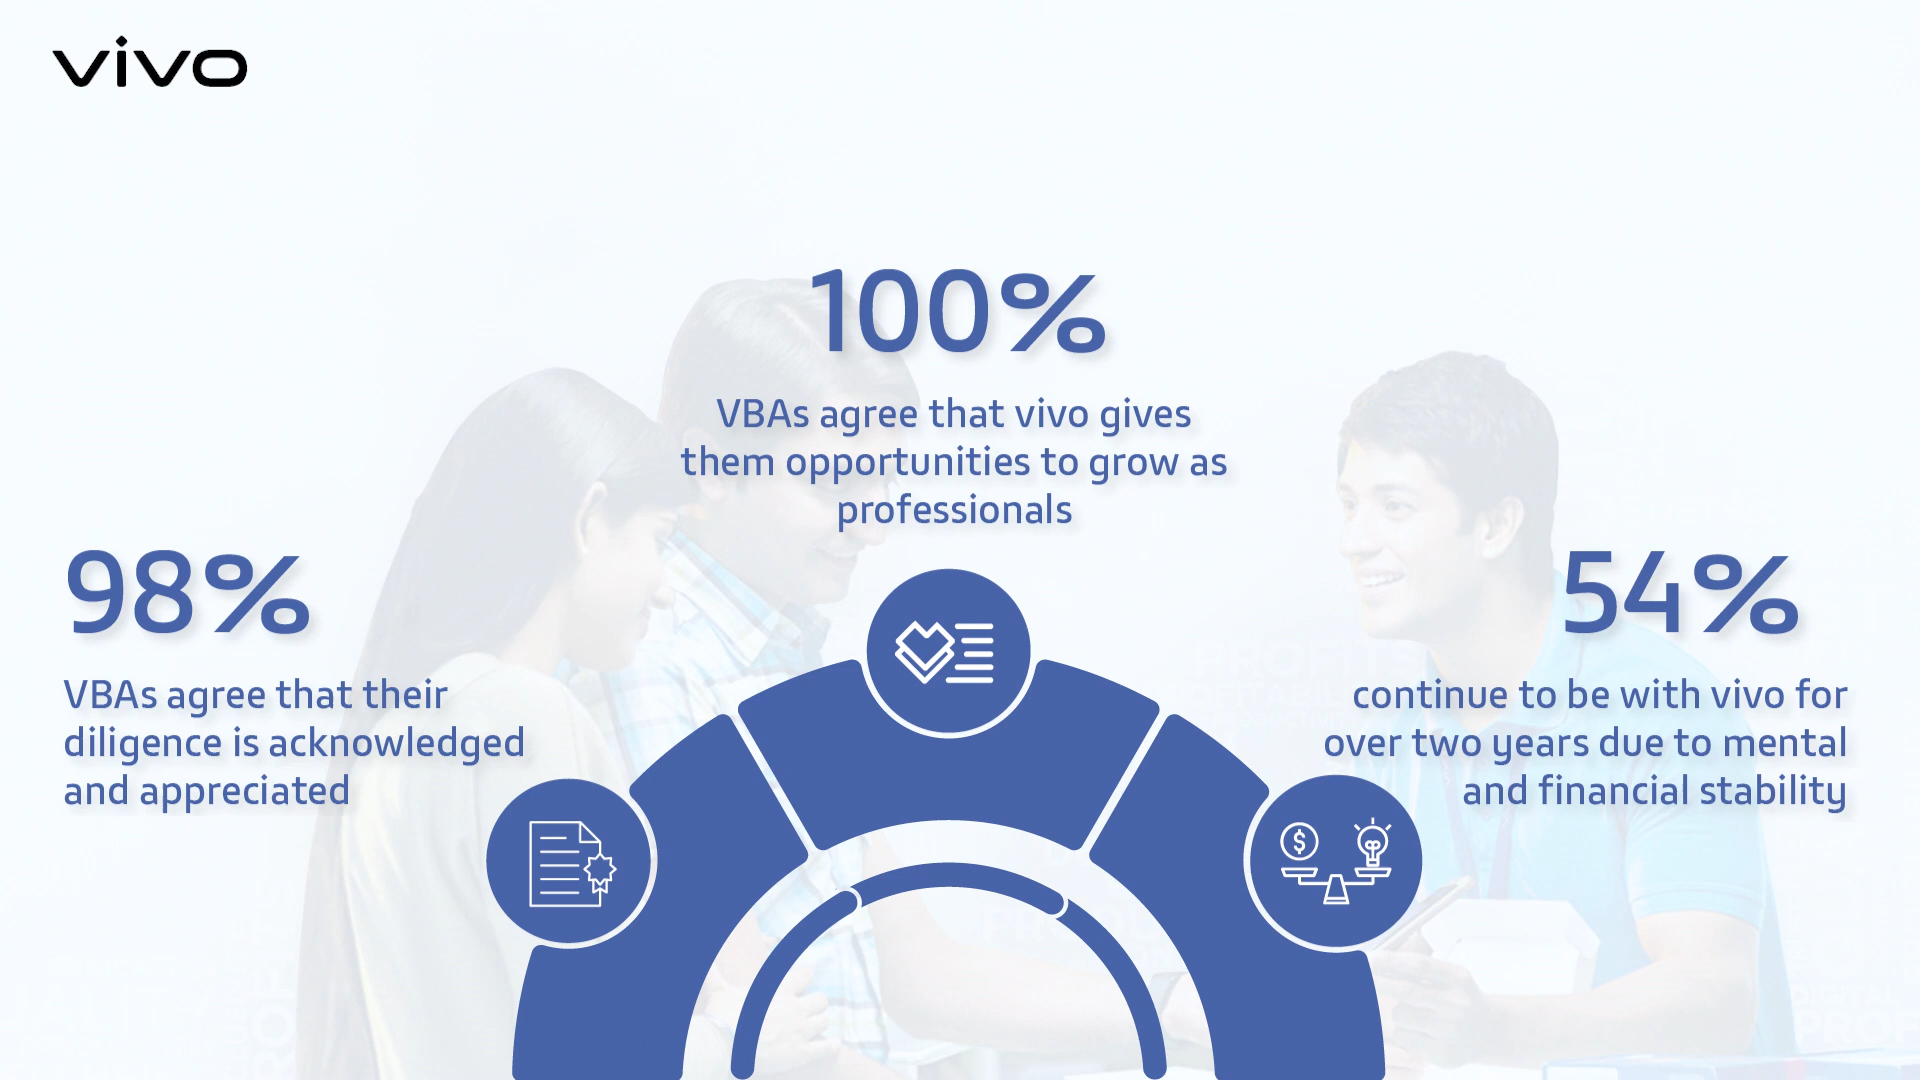 vivo
100%
VBAs agree that vivo gives
them opportunities to grow as
professionals
98%
VBAs agree that their
diligence is acknowledged
and appreciated
54%
continue to be with vivo for
over two years due to mental
and financial stability
$